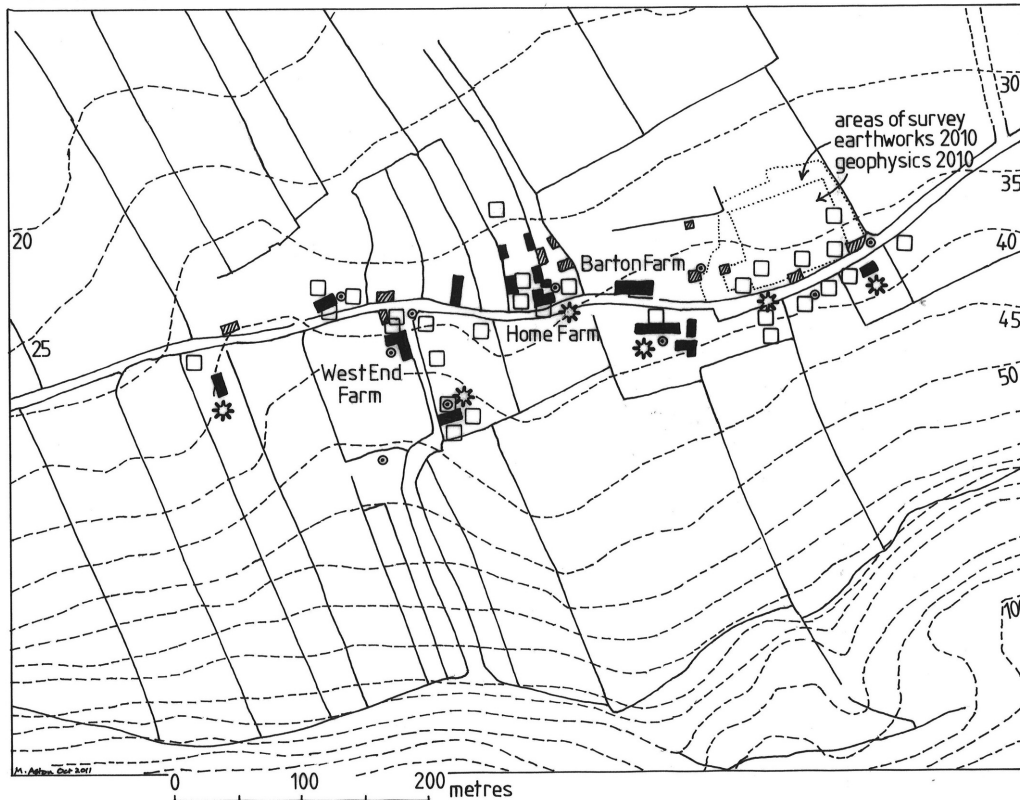 30
areas of survey
earthworks 2010
geophysics 2010
35
20
40
Barton Farm
45
Home Farm
25
50
West End
Farm
10
M. Aston Oct 2011
0 100 200 metres